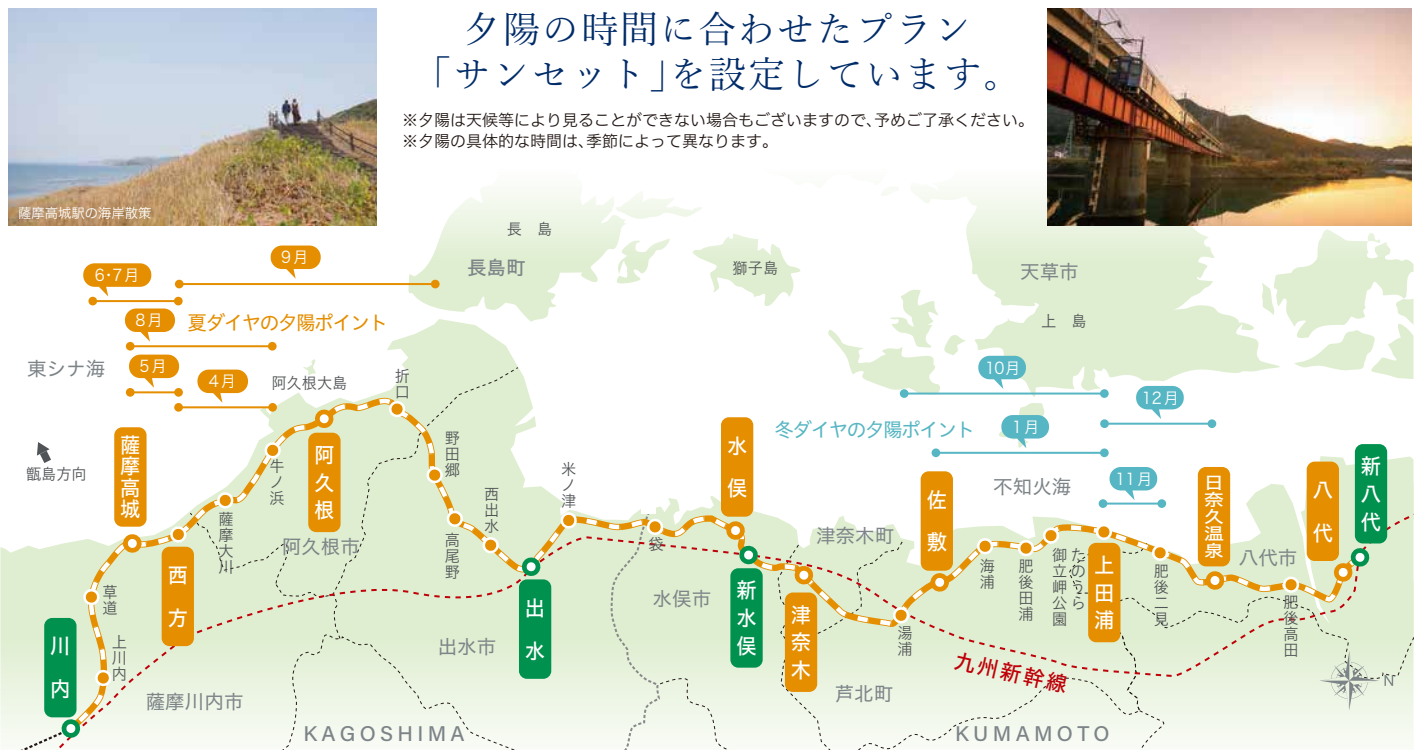 夕陽の時間に合わせたプラン
「サンセット」を設定しています。
※夕陽は天候等により見ることができない場合もございますので、予めご了承ください。
※夕陽の具体的な時間は、季節によって異なります。
薩摩高城駅の海岸散策
長島
長島町
獅子島
天草市
上島
9月
6・7月
8月
夏ダイヤの夕陽ポイント
東シナ海
5月
4月
阿久根大島
10月
12月
冬ダイヤの夕陽ポイント
1月
11月
不知火海
甑島方向
川内
上川内
草道
薩摩高城
西方
薩摩大川
牛ノ浜
阿久根
折口
野田郷
高尾野
西出水
出水
米ノ津
袋
水俣
新水俣
津奈木
湯浦
佐敷
海浦
肥後田浦
たのうら
御立岬公園
上田浦
肥後二見
日奈久温泉
肥後高田
八代
新八代
阿久根市
薩摩川内市
出水市
水俣市
津奈木町
芦北町
八代市
九州新幹線
KAGOSHIMA
KUMAMOTO
N